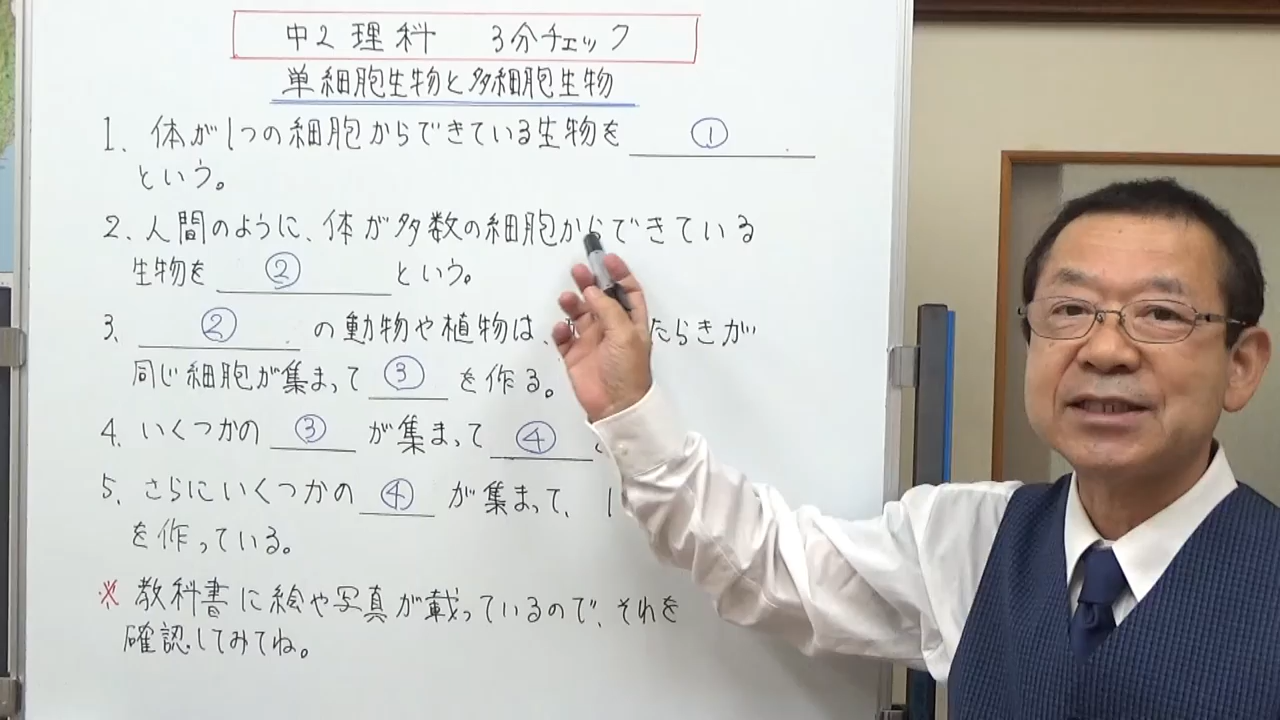 中2理科 3分チェック
単細胞生物と多細胞生物
1、体が1つの細胞からできている生物を ①
という。
2、人間のように、体が多数の細胞からできている
生物を ② という。
3、 ② の動物や植物は、 たらきが
同じ細胞が集まって ③ を作る。
4、いくつかの ③ が集まって ④
5、さらにいくつかの ④ が集まって、1
を作っている。
※ 教科書に絵や写真が載っているので、それを
確認してみてね。